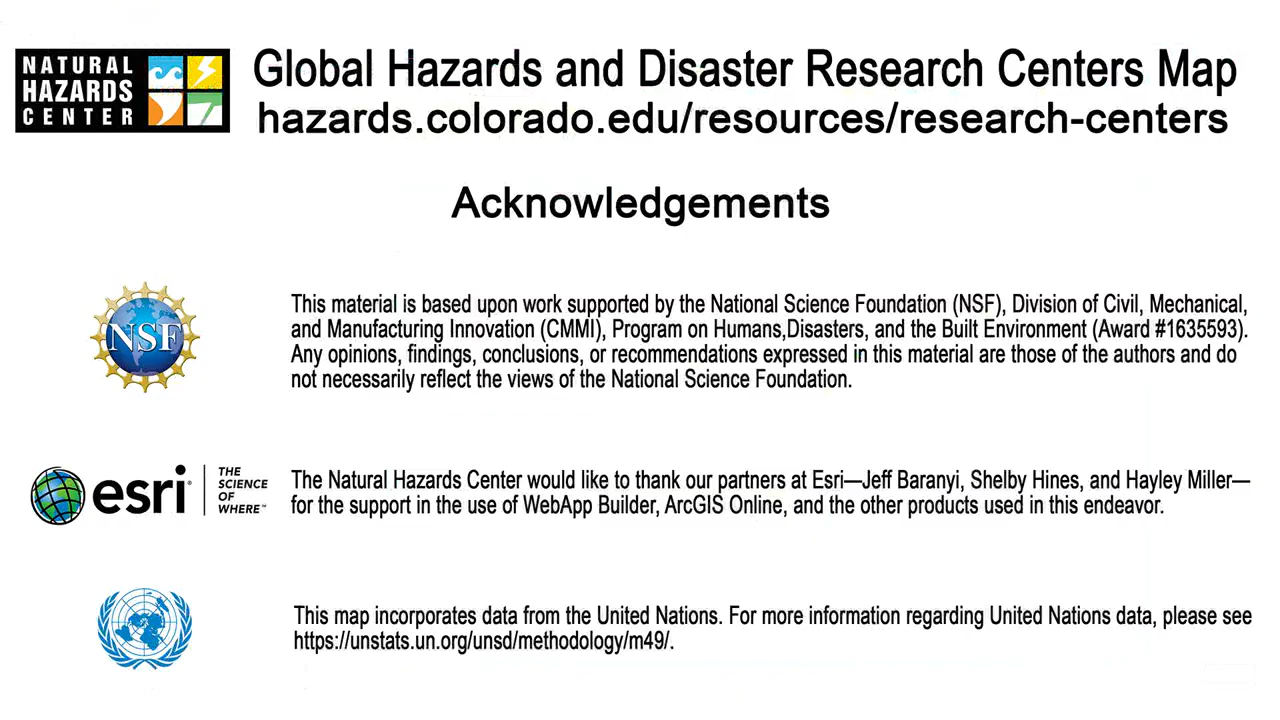 NATURAL
HAZARDS
CENTER
Global Hazards and Disaster Research Centers Map
hazards.colorado.edu/resources/research-centers
Acknowledgements
NSF
This material is based upon work supported by the National Science Foundation (NSF), Division of Civil, Mechanical,
and Manufacturing Innovation (CMMI), Program on Humans,Disasters, and the Built Environment (Award #1635593).
Any opinions, findings, conclusions, or recommendations expressed in this material are those of the authors and do
not necessarily reflect the views of the National Science Foundation.
esri®
THE
SCIENCE
OF
WHERE™
The Natural Hazards Center would like to thank our partners at Esri—Jeff Baranyi, Shelby Hines, and Hayley Miller—
for the support in the use of WebApp Builder, ArcGIS Online, and the other products used in this endeavor.
This map incorporates data from the United Nations. For more information regarding United Nations data, please see
https://unstats.un.org/unsd/methodology/m49/.